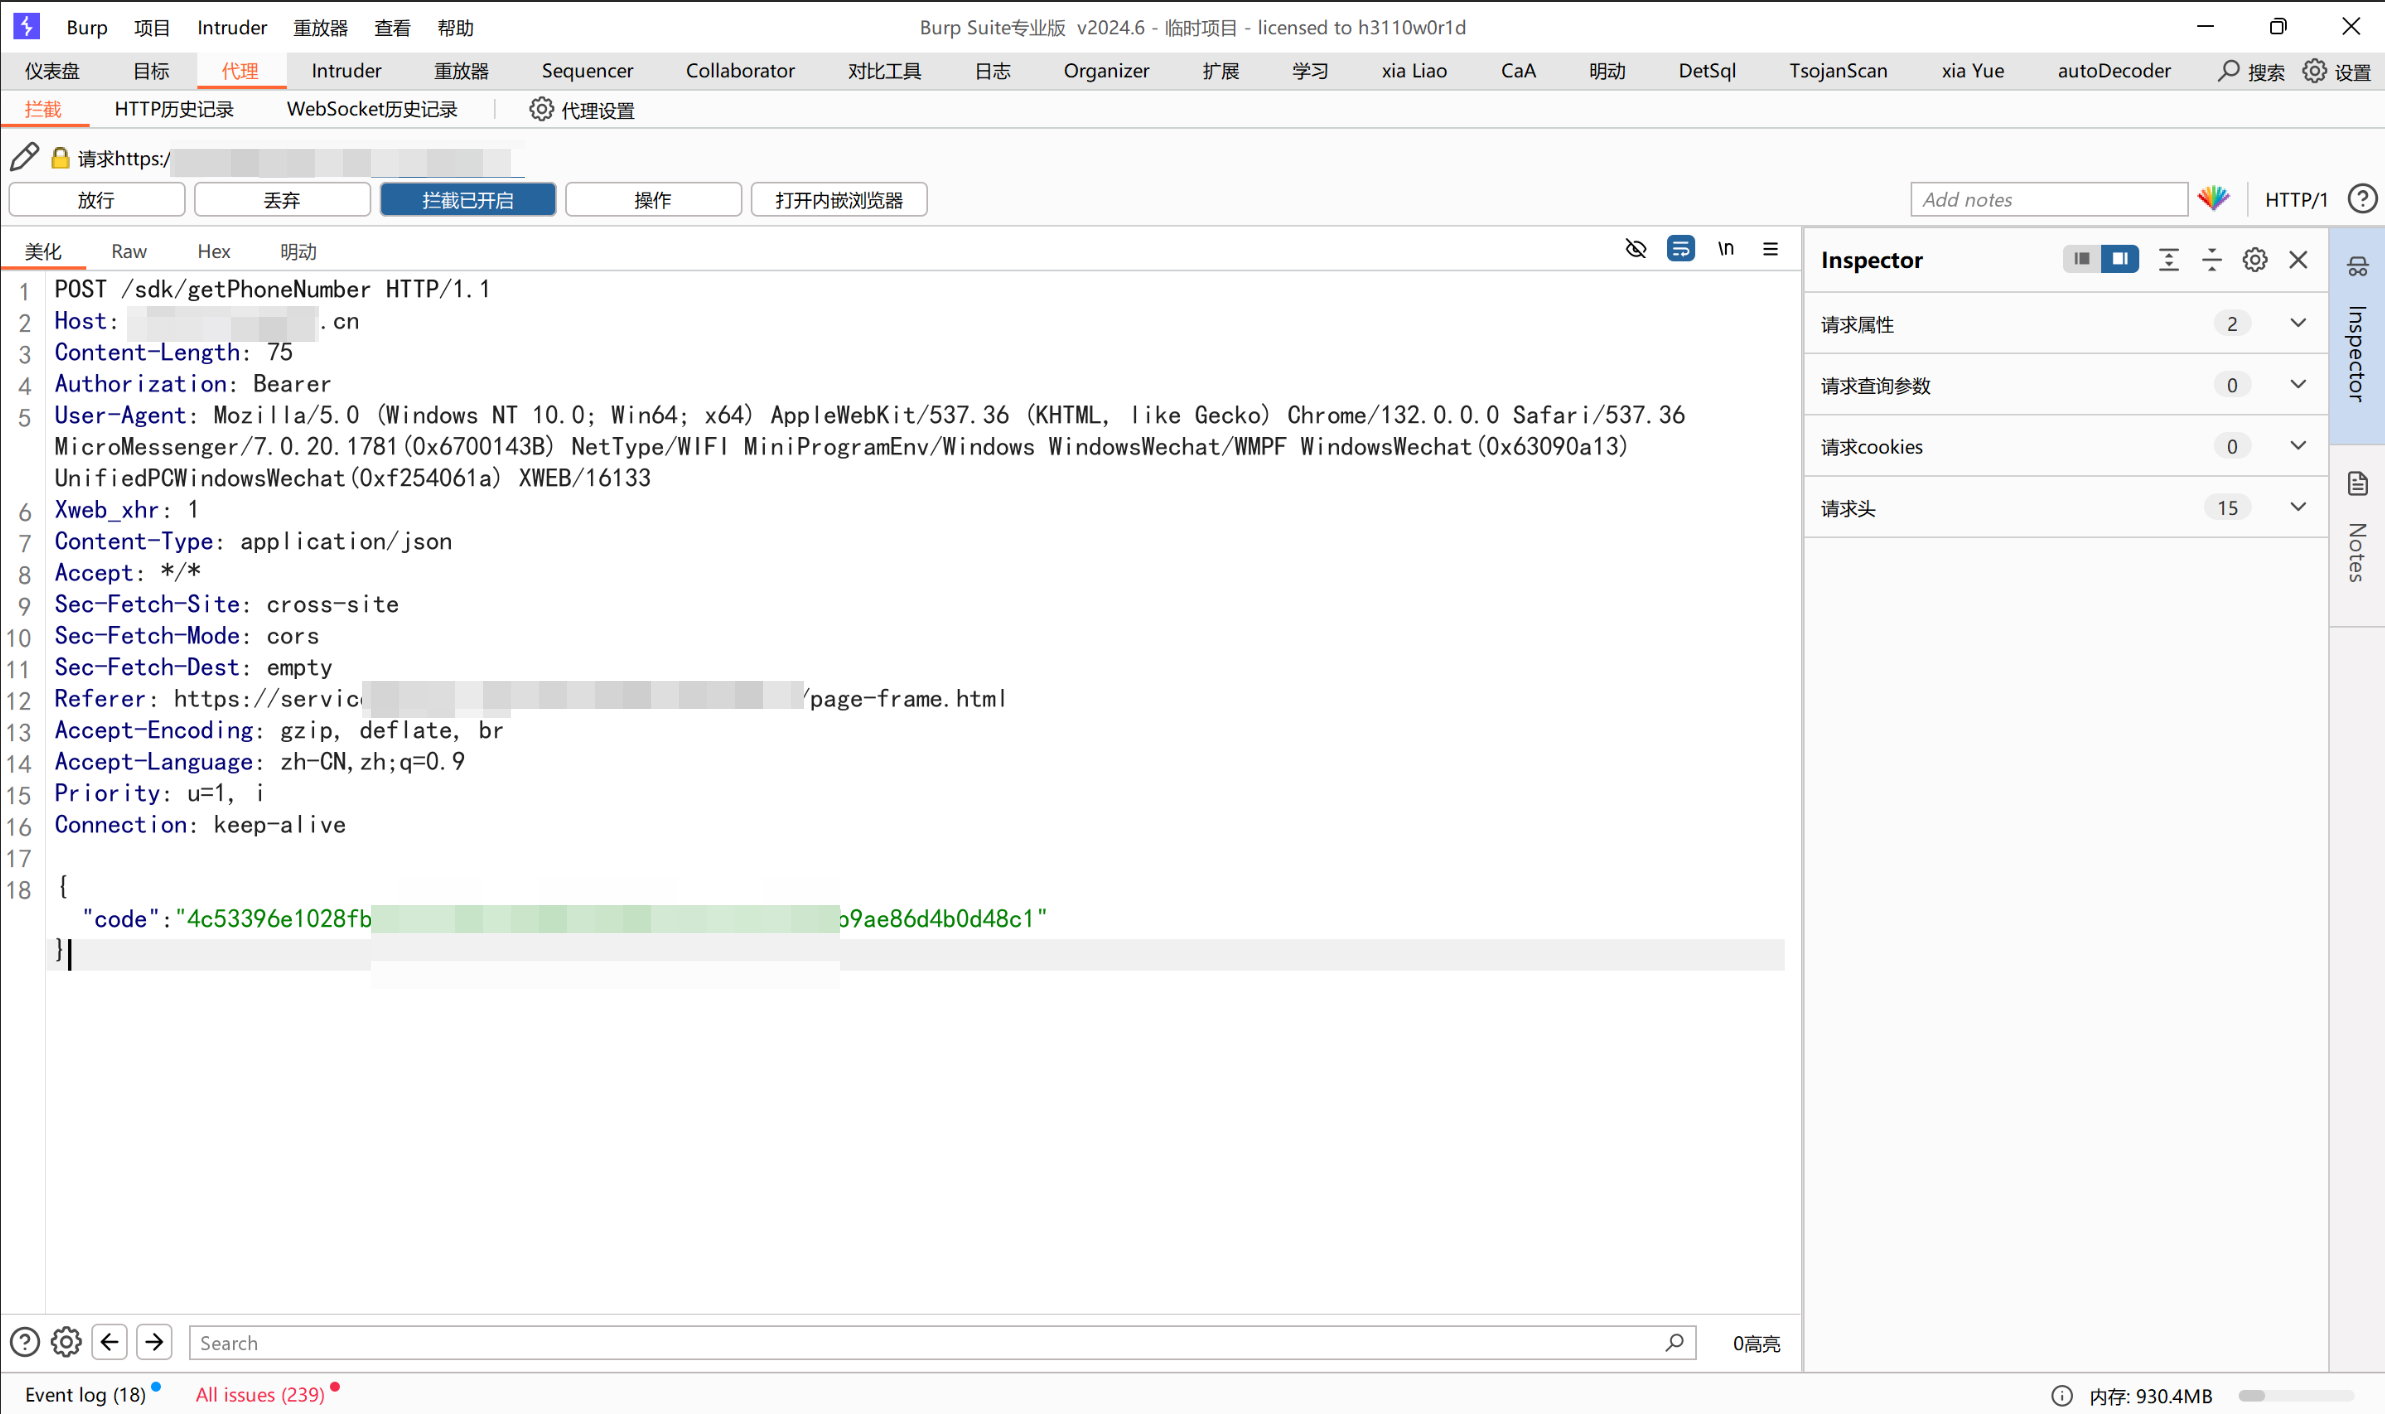 Burp 项目 Intruder 重放器 查看 帮助 Burp Suite专业版 v2024.6 - 临时项目 - licensed to h3110w0r1d
仪表盘 目标 代理 Intruder 重放器 Sequencer Collaborator 对比工具 日志 Organizer 扩展 学习 xia Liao CaA 明动 DetSql TsojanScan xia Yue autoDecoder 搜索 设置
拦截 HTTP历史记录 WebSocket历史记录 代理设置
请求https:/
放行 丢弃 拦截已开启 操作 打开内嵌浏览器 Add notes HTTP/1
美化 Raw Hex 明动 \n
Inspector
请求属性 2
请求查询参数 0
请求cookies 0
请求头 15
Inspector
Notes
1 POST /sdk/getPhoneNumber HTTP/1.1
2 Host: .cn
3 Content-Length: 75
4 Authorization: Bearer
5 User-Agent: Mozilla/5.0 (Windows NT 10.0; Win64; x64) AppleWebKit/537.36 (KHTML, like Gecko) Chrome/132.0.0.0 Safari/537.36
MicroMessenger/7.0.20.1781(0x6700143B) NetType/WIFI MiniProgramEnv/Windows WindowsWechat/WMPF WindowsWechat(0x63090a13)
UnifiedPCWindowsWechat(0xf254061a) XWEB/16133
6 Xweb_xhr: 1
7 Content-Type: application/json
8 Accept: */*
9 Sec-Fetch-Site: cross-site
10 Sec-Fetch-Mode: cors
11 Sec-Fetch-Dest: empty
12 Referer: https://servic /page-frame.html
13 Accept-Encoding: gzip, deflate, br
14 Accept-Language: zh-CN,zh;q=0.9
15 Priority: u=1, i
16 Connection: keep-alive
17
18 {
"code":"4c53396e1028fb b9ae86d4b0d48c1"
}
Search 0高亮
Event log (18) All issues (239) 内存: 930.4MB